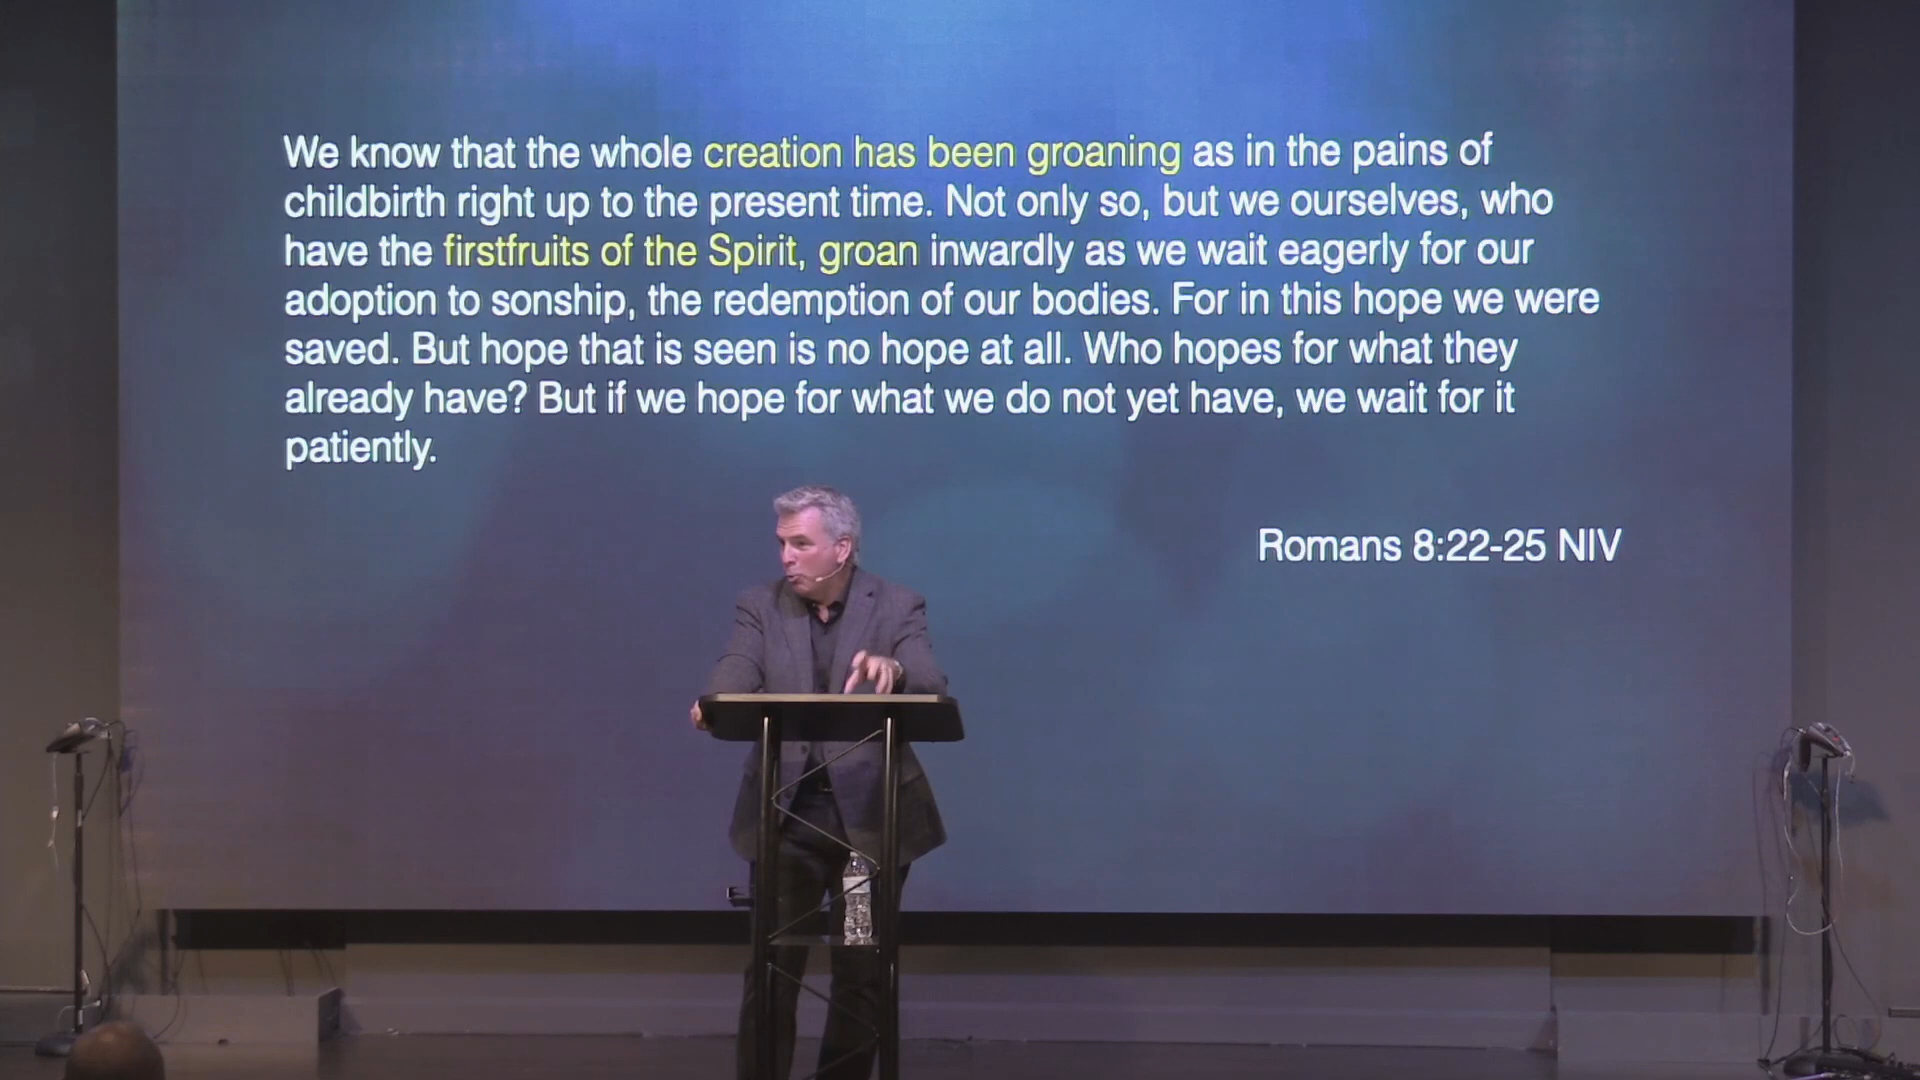 We know that the whole creation has been groaning as in the pains of
childbirth right up to the present time. Not only so, but we ourselves, who
have the firstfruits of the Spirit, groan inwardly as we wait eagerly for our
adoption to sonship, the redemption of our bodies. For in this hope we were
saved. But hope that is seen is no hope at all. Who hopes for what they
already have? But if we hope for what we do not yet have, we wait for it
patiently.
Romans 8:22-25 NIV